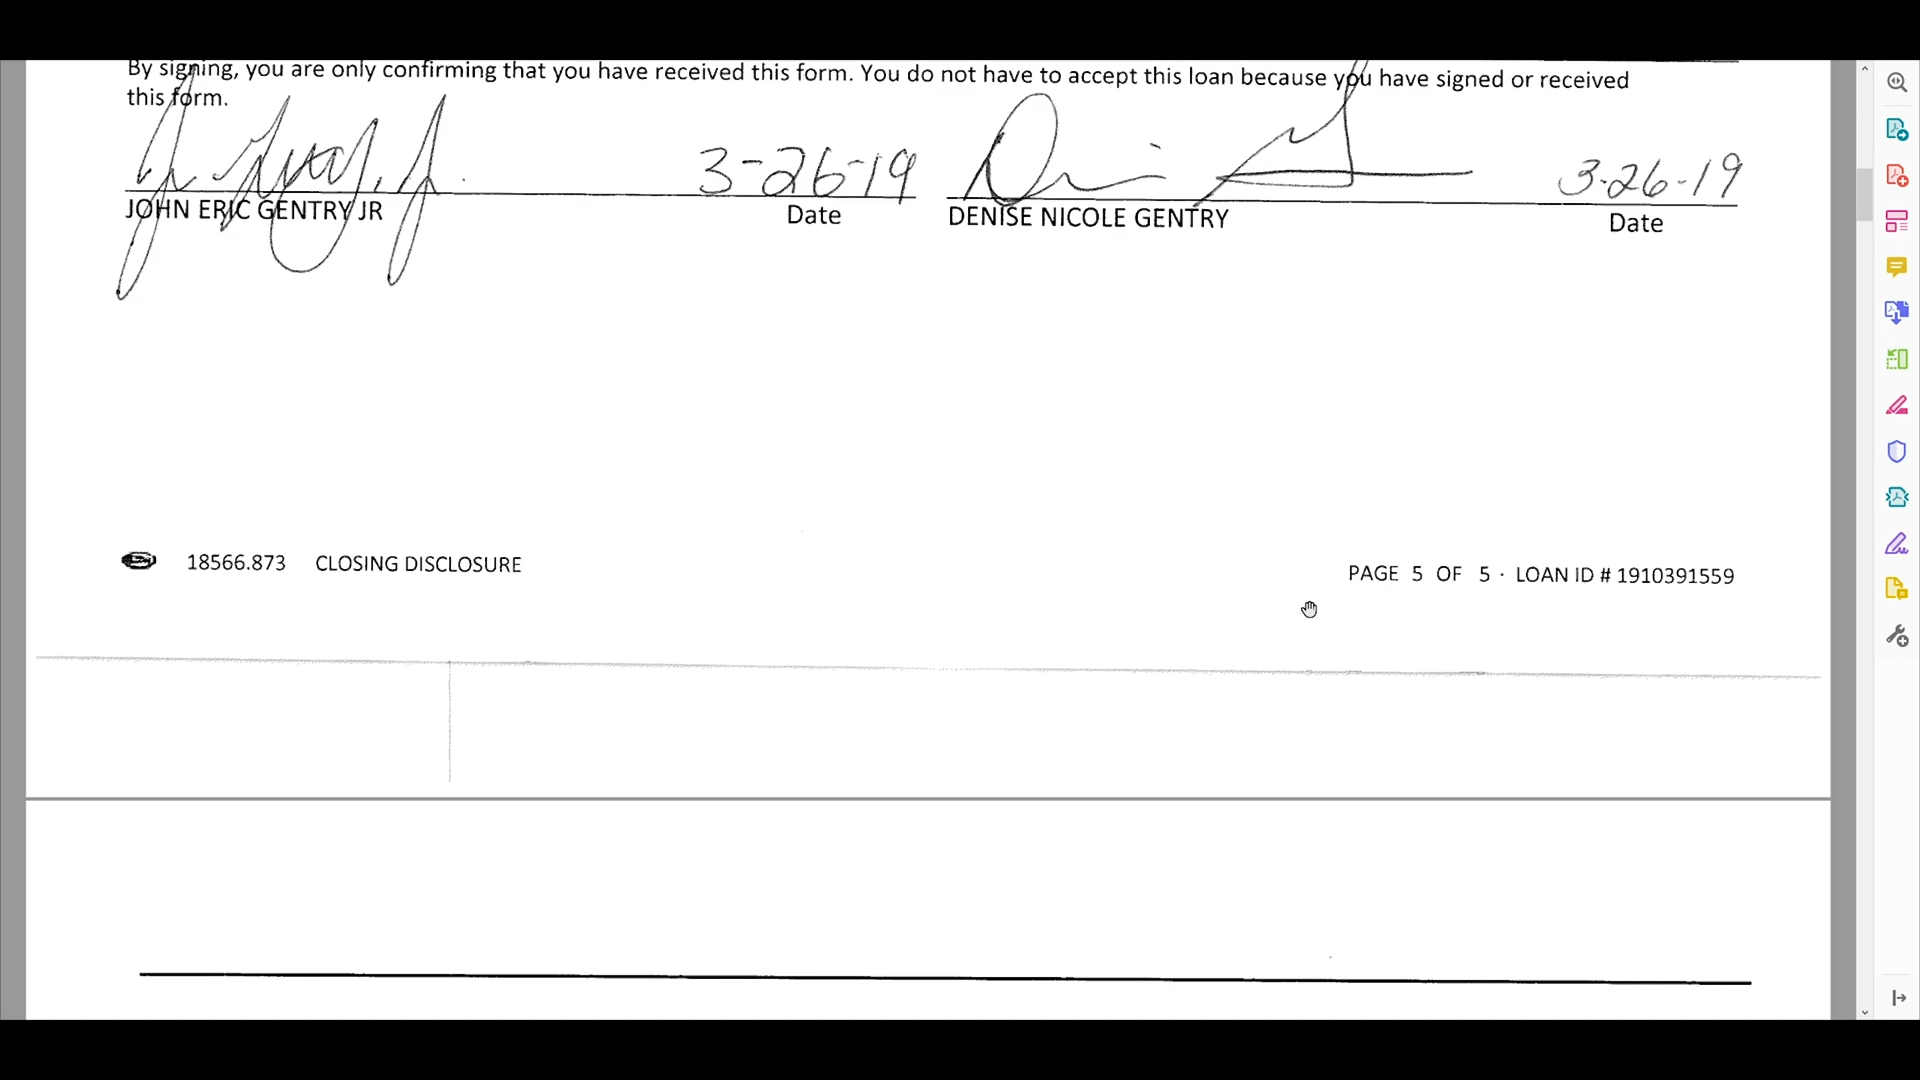 By signing, you are only confirming that you have received this form. You do not have to accept this loan because you have signed or received
this form.
3-26-19 3-26-19
JOHN ERIC GENTRY JR Date DENISE NICOLE GENTRY Date
18566.873 CLOSING DISCLOSURE PAGE 5 OF 5 · LOAN ID # 1910391559